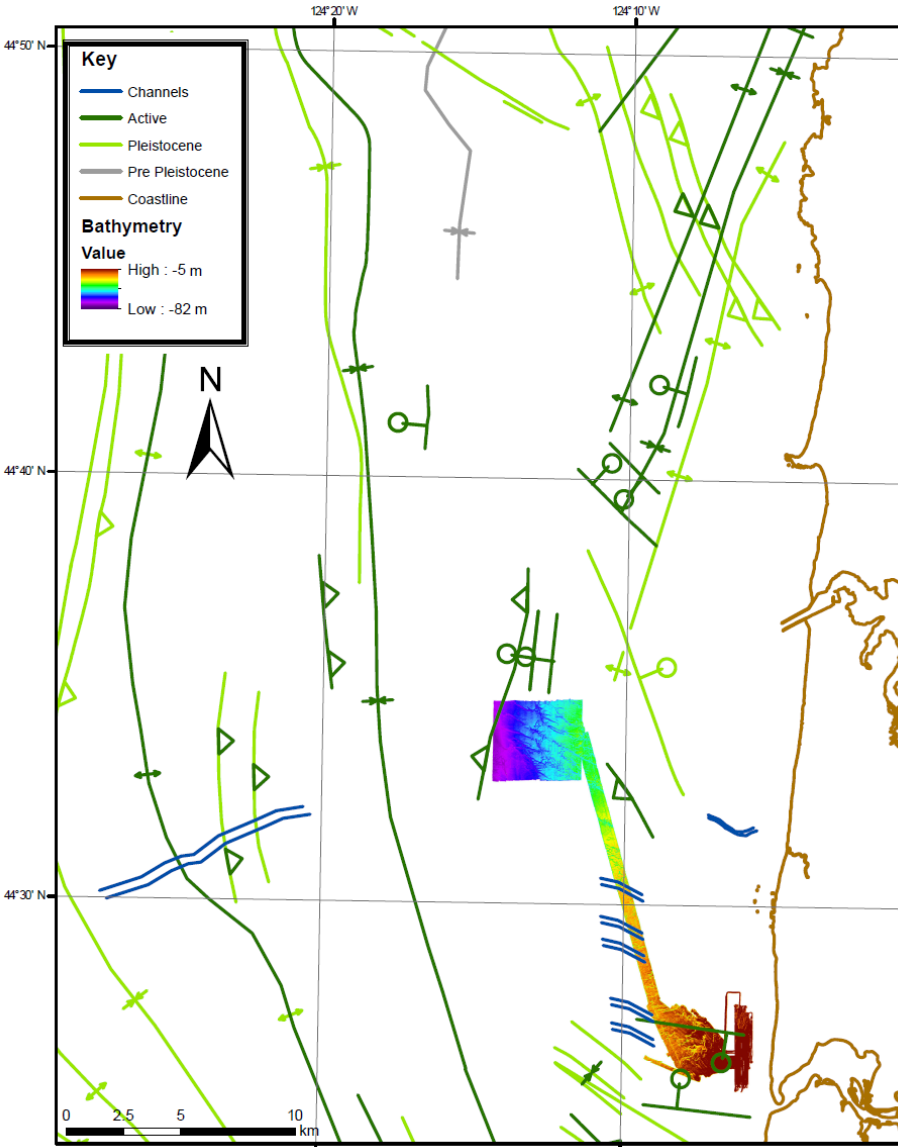 124°20' W
124°10' W
44°50' N
Key
Channels
Active
Pleistocene
Pre Pleistocene
Coastline
Bathymetry
Value
High : -5 m
Low : -82 m
N
44°40' N
44°30' N
0 2.5 5 10
km